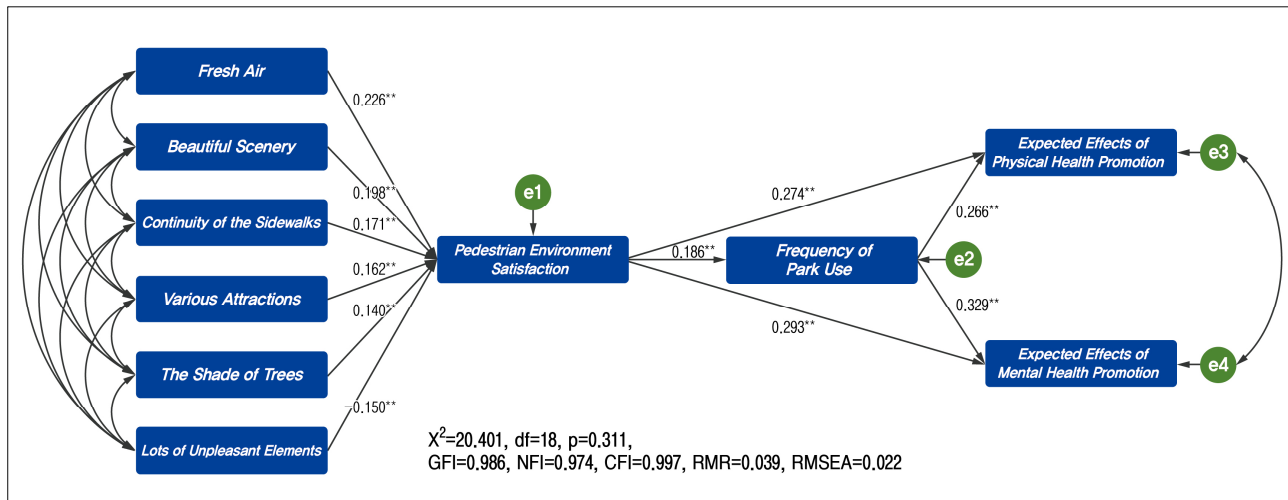 Fresh Air
0.226**
Beautiful Scenery
0.198**
Continuity of the Sidewalks
0.171**
Various Attractions
0.162**
The Shade of Trees
0.140**
Lots of Unpleasant Elements
-0.150**
e1
Pedestrian Environment
Satisfaction
0.274**
0.186**
0.293**
Frequency of
Park Use
e2
0.266**
0.329**
Expected Effects of
Physical Health Promotion
e3
Expected Effects of
Mental Health Promotion
e4
X²=20.401, df=18, p=0.311,
GFI=0.986, NFI=0.974, CFI=0.997, RMR=0.039, RMSEA=0.022